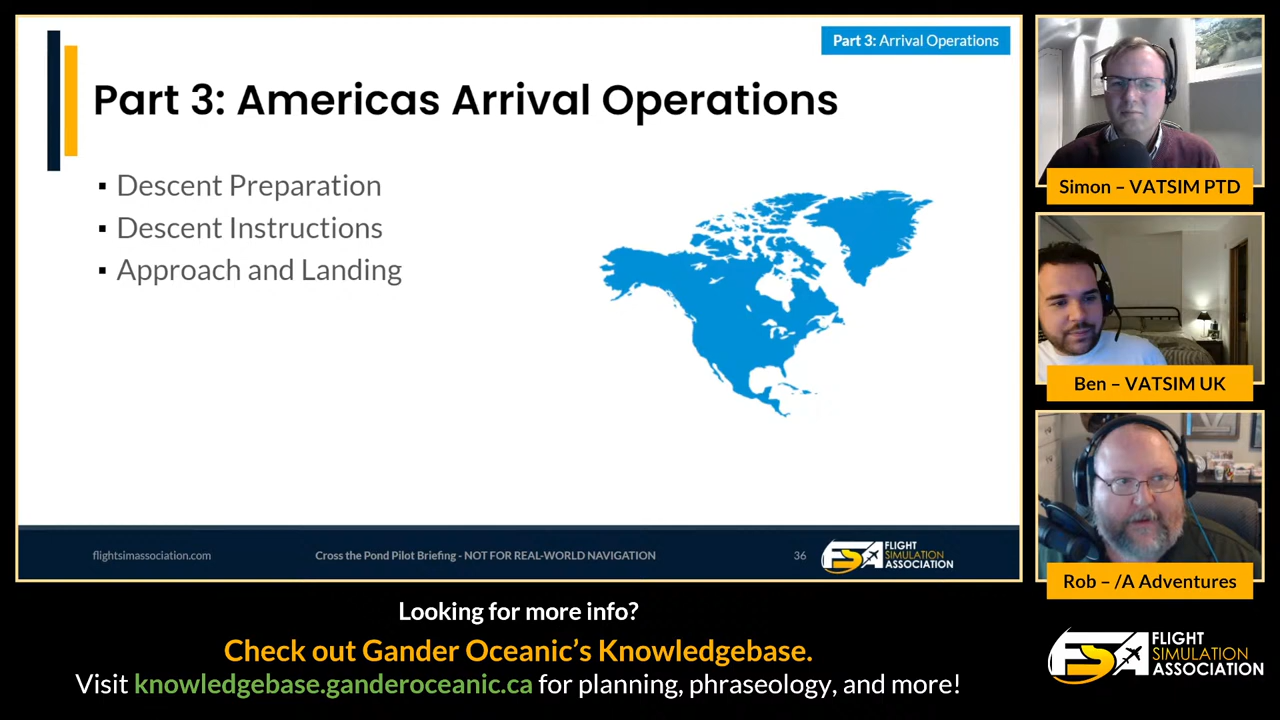 Part 3: Arrival Operations
Part 3: Americas Arrival Operations
▪ Descent Preparation
▪ Descent Instructions
▪ Approach and Landing
flightsimassociation.com
Cross the Pond Pilot Briefing - NOT FOR REAL-WORLD NAVIGATION
36
FSA
FLIGHT
SIMULATION
ASSOCIATION
Simon – VATSIM PTD
Ben – VATSIM UK
Rob – /A Adventures
Looking for more info?
Check out Gander Oceanic’s Knowledgebase.
Visit knowledgebase.ganderoceanic.ca for planning, phraseology, and more!
FSA
FLIGHT
SIMULATION
ASSOCIATION